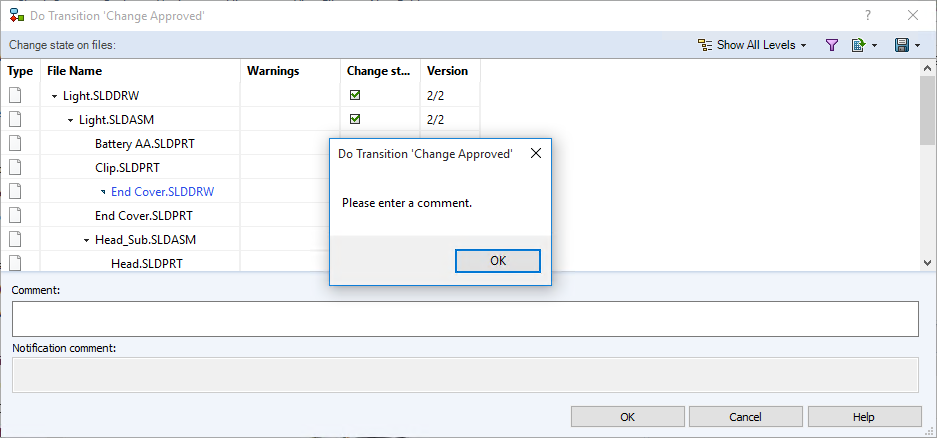 Do Transition 'Change Approved'
Change state on files:
Show All Levels
Type File Name Warnings Change st... Version
Light.SLDDRW 2/2
Light.SLDASM 2/2
Battery AA.SLDPRT
Clip.SLDPRT
End Cover.SLDDRW
End Cover.SLDPRT
Head_Sub.SLDASM
Head.SLDPRT
Do Transition 'Change Approved'
Please enter a comment.
OK
Comment:
Notification comment:
OK Cancel Help